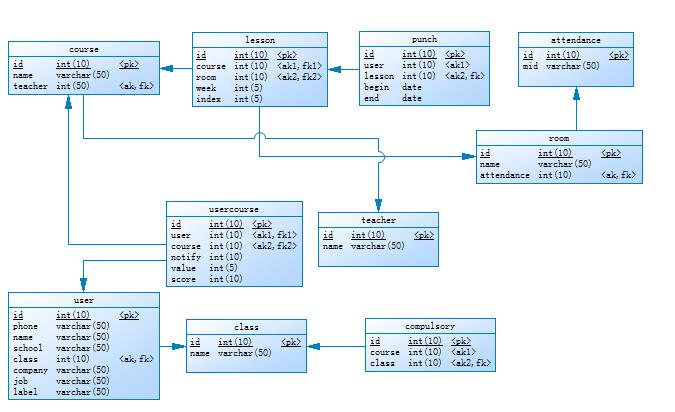 course
id int(10) <pk>
name varchar(50)
teacher int(50) <ak,fk>
lesson
id int(10) <pk>
course int(10) <ak1,fk1>
room int(10) <ak2,fk2>
week int(5)
index int(5)
punch
id int(10) <pk>
user int(10) <ak1>
lesson int(10) <ak2,fk>
begin date
end date
attendance
id int(10) <pk>
mid varchar(50)
room
id int(10) <pk>
name varchar(50)
attendance int(10) <ak,fk>
usercourse
id int(10) <pk>
user int(10) <ak1,fk1>
course int(10) <ak2,fk2>
notify int(10)
value int(5)
score int(10)
teacher
id int(10) <pk>
name varchar(50)
user
id int(10) <pk>
phone varchar(50)
name varchar(50)
school varchar(50)
class int(10) <ak,fk>
company varchar(50)
job varchar(50)
label varchar(50)
class
id int(10) <pk>
name varchar(50)
compulsory
id int(10) <pk>
course int(10) <ak1>
class int(10) <ak2,fk>